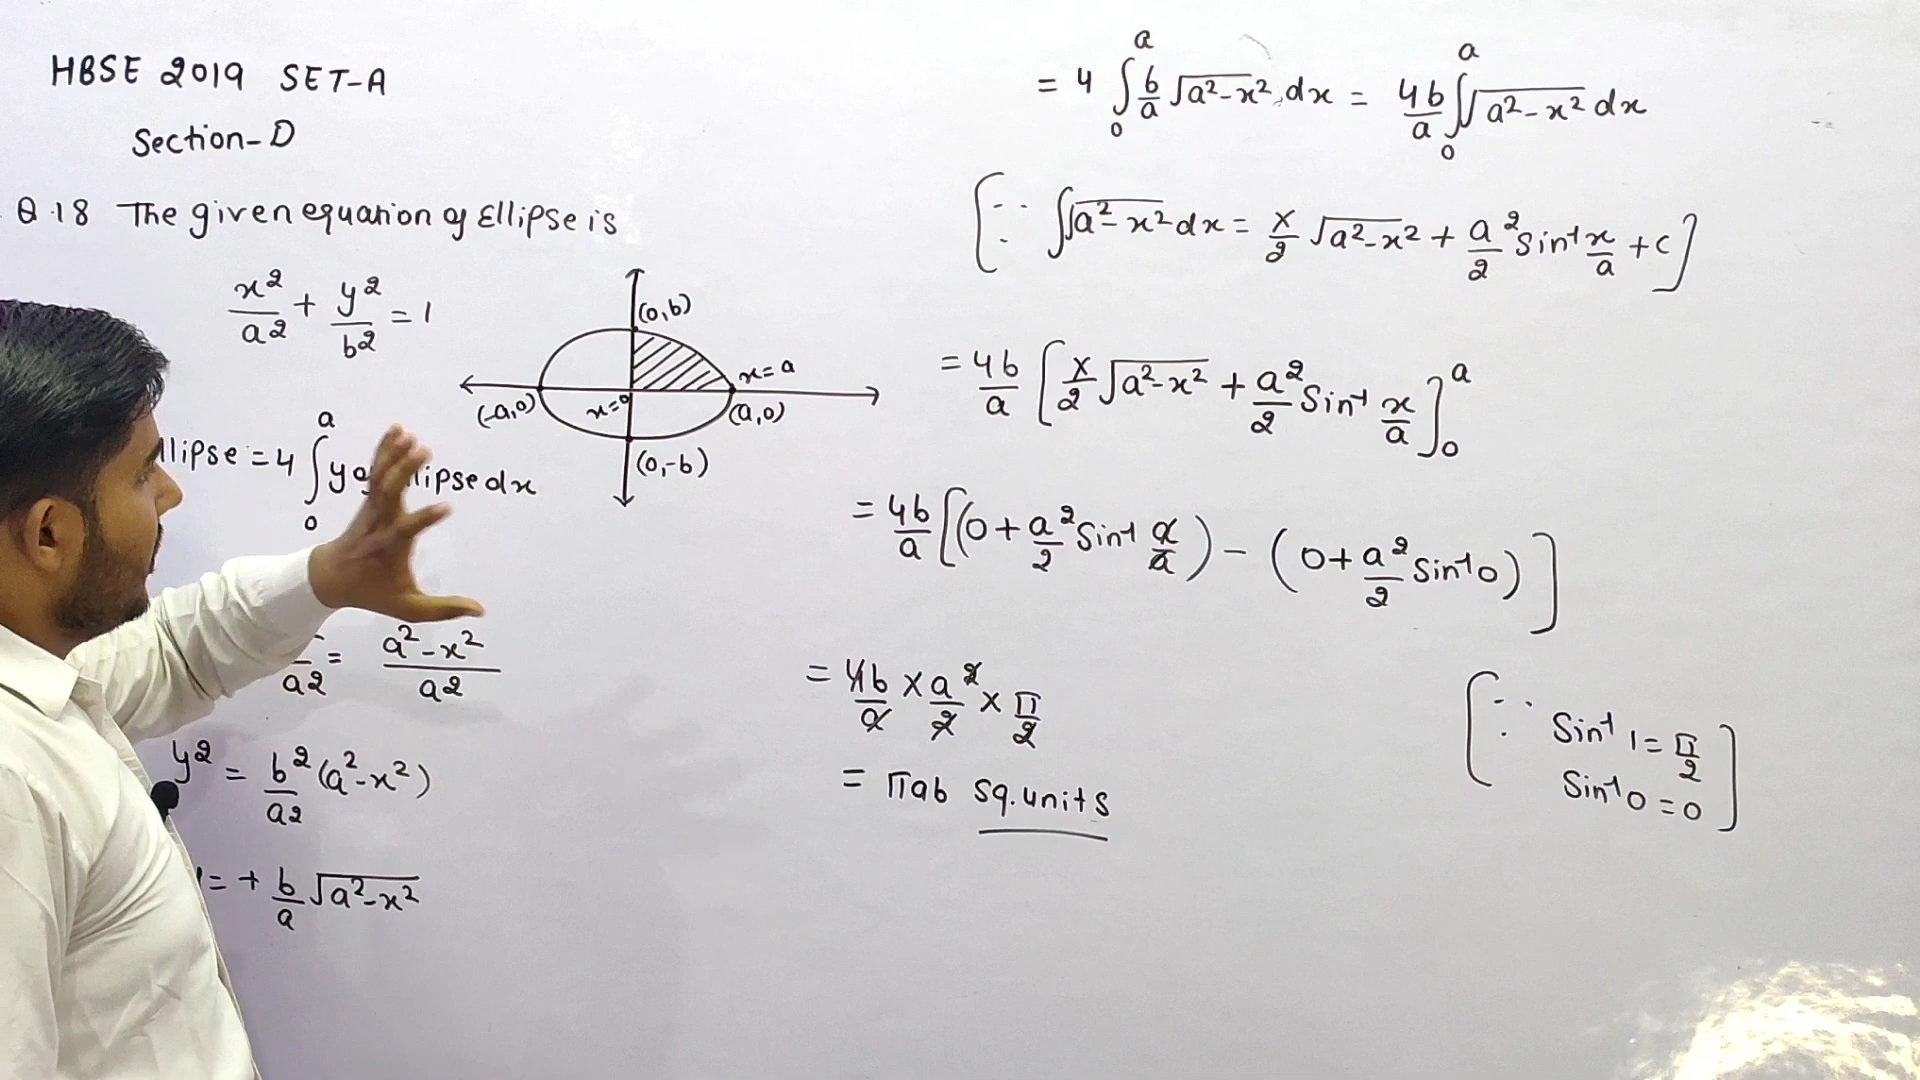 HBSE 2019 SET-A
Section-D
Q.18 The given equation of Ellipse is
x²/a² + y²/b² = 1
(0,b)
x=a
(-a,0) x=0 (a,0)
(0,-b)
llipse = 4 ∫₀ᵃ y of llipse dx
a² = (a²-x²)/a²
y² = b²/a² (a²-x²)
= + b/a √(a²-x²)
= 4 ∫₀ᵃ b/a √(a²-x²) dx = 4b/a ∫₀ᵃ √(a²-x²) dx
[∵ ∫√(a²-x²) dx = x/2 √(a²-x²) + a²/2 Sin⁻¹ x/a + c]
= 4b/a [x/2 √(a²-x²) + a²/2 Sin⁻¹ x/a]₀ᵃ
= 4b/a [(0 + a²/2 Sin⁻¹ a/a) - (0 + a²/2 Sin⁻¹0)]
= 4b/a × a²/2 × π/2
= πab sq.units
[∵ Sin⁻¹ 1 = π/2
Sin⁻¹0 = 0]